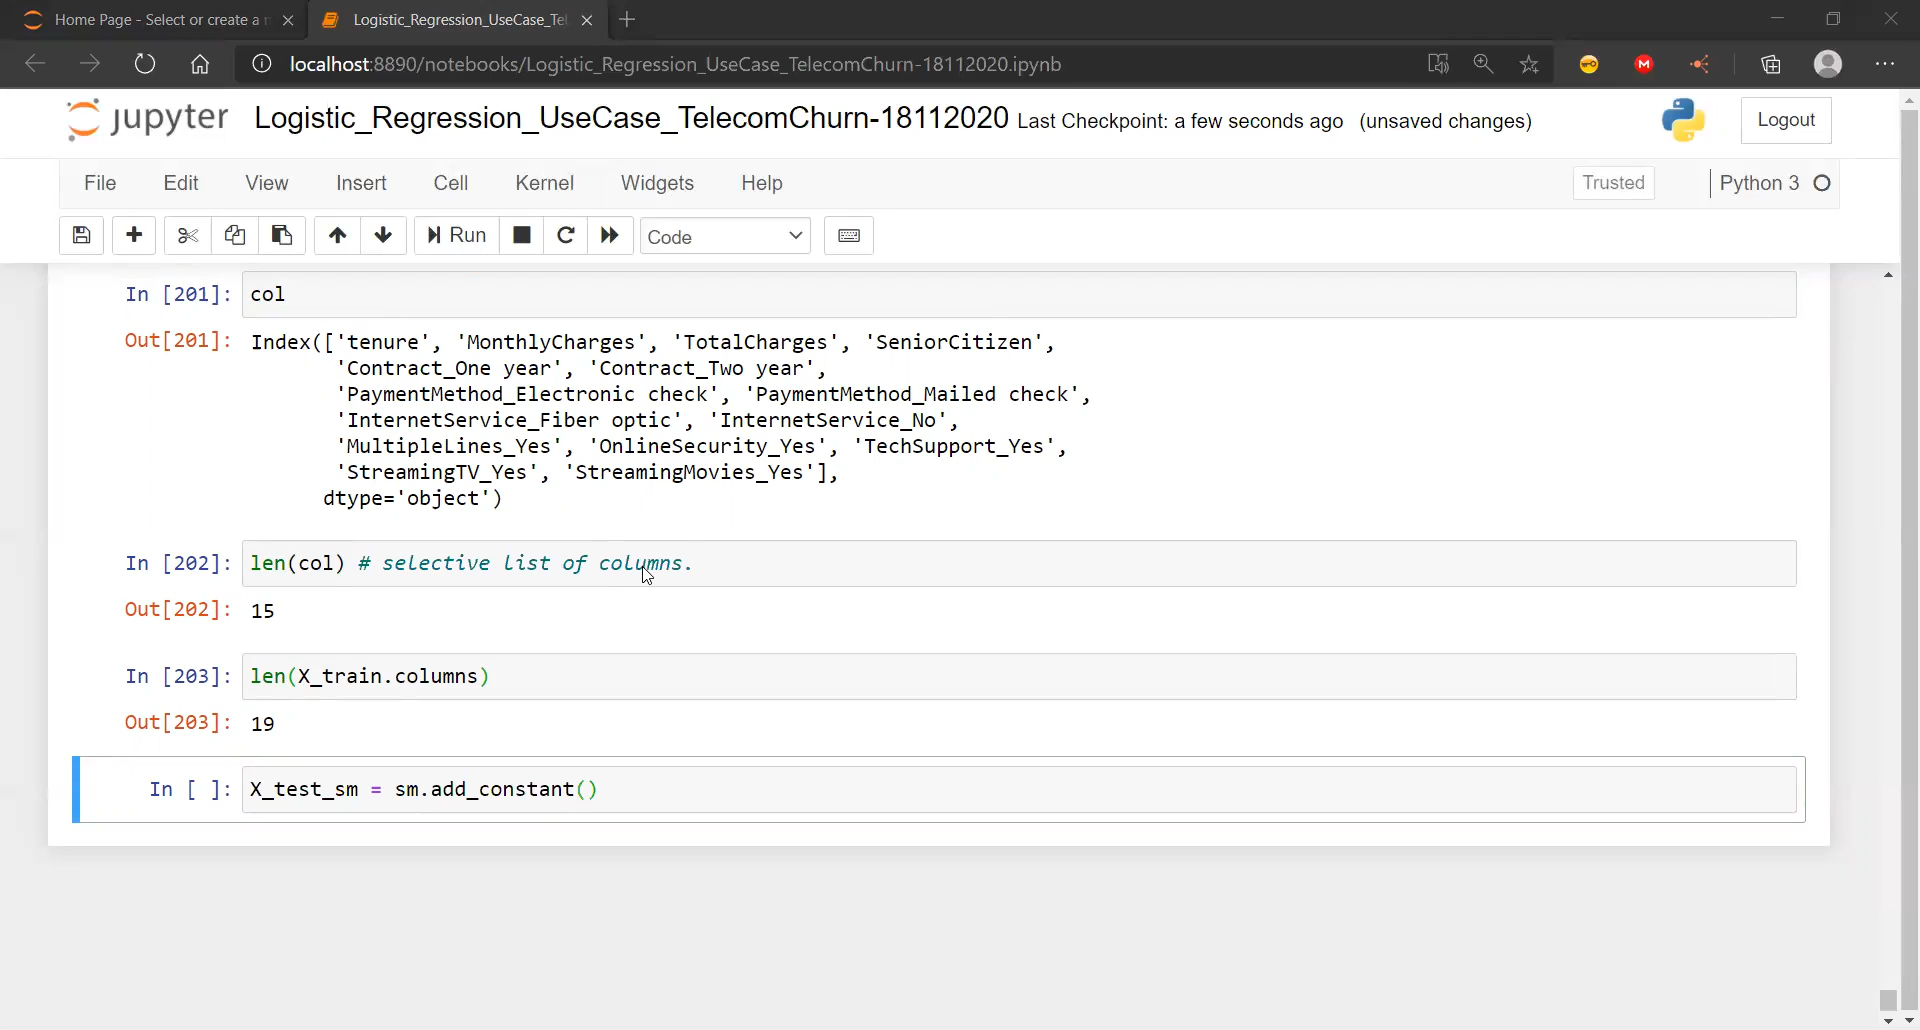 Home Page - Select or create a n
Logistic_Regression_UseCase_Tel
localhost:8890/notebooks/Logistic_Regression_UseCase_TelecomChurn-18112020.ipynb
M
jupyter Logistic_Regression_UseCase_TelecomChurn-18112020 Last Checkpoint: a few seconds ago (unsaved changes)
Logout
File Edit View Insert Cell Kernel Widgets Help Trusted Python 3
Run Code
In [201]: col
Out[201]: Index(['tenure', 'MonthlyCharges', 'TotalCharges', 'SeniorCitizen',
'Contract_One year', 'Contract_Two year',
'PaymentMethod_Electronic check', 'PaymentMethod_Mailed check',
'InternetService_Fiber optic', 'InternetService_No',
'MultipleLines_Yes', 'OnlineSecurity_Yes', 'TechSupport_Yes',
'StreamingTV_Yes', 'StreamingMovies_Yes'],
dtype='object')
In [202]: len(col) # selective list of columns.
Out[202]: 15
In [203]: len(X_train.columns)
Out[203]: 19
In [ ]: X_test_sm = sm.add_constant()